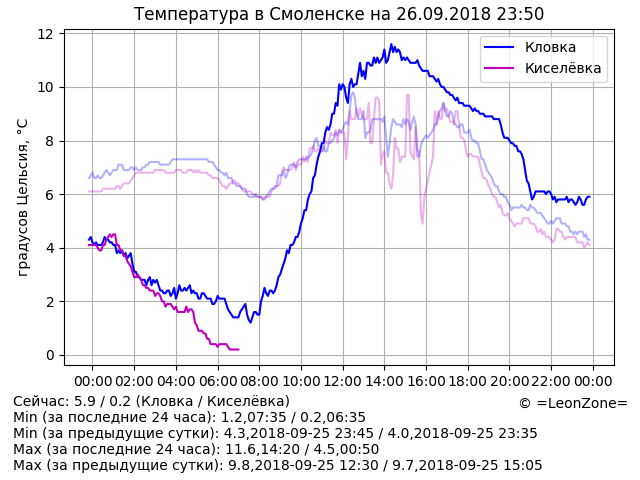 Температура в Смоленске на 26.09.2018 23:50
Кловка
Киселёвка
градусов Цельсия, °C
12
10
8
6
4
2
0
00:00 02:00 04:00 06:00 08:00 10:00 12:00 14:00 16:00 18:00 20:00 22:00 00:00
Сейчас: 5.9 / 0.2 (Кловка / Киселёвка)
© =LeonZone=
Min (за последние 24 часа): 1.2,07:35 / 0.2,06:35
Min (за предыдущие сутки): 4.3,2018-09-25 23:45 / 4.0,2018-09-25 23:35
Max (за последние 24 часа): 11.6,14:20 / 4.5,00:50
Max (за предыдущие сутки): 9.8,2018-09-25 12:30 / 9.7,2018-09-25 15:05